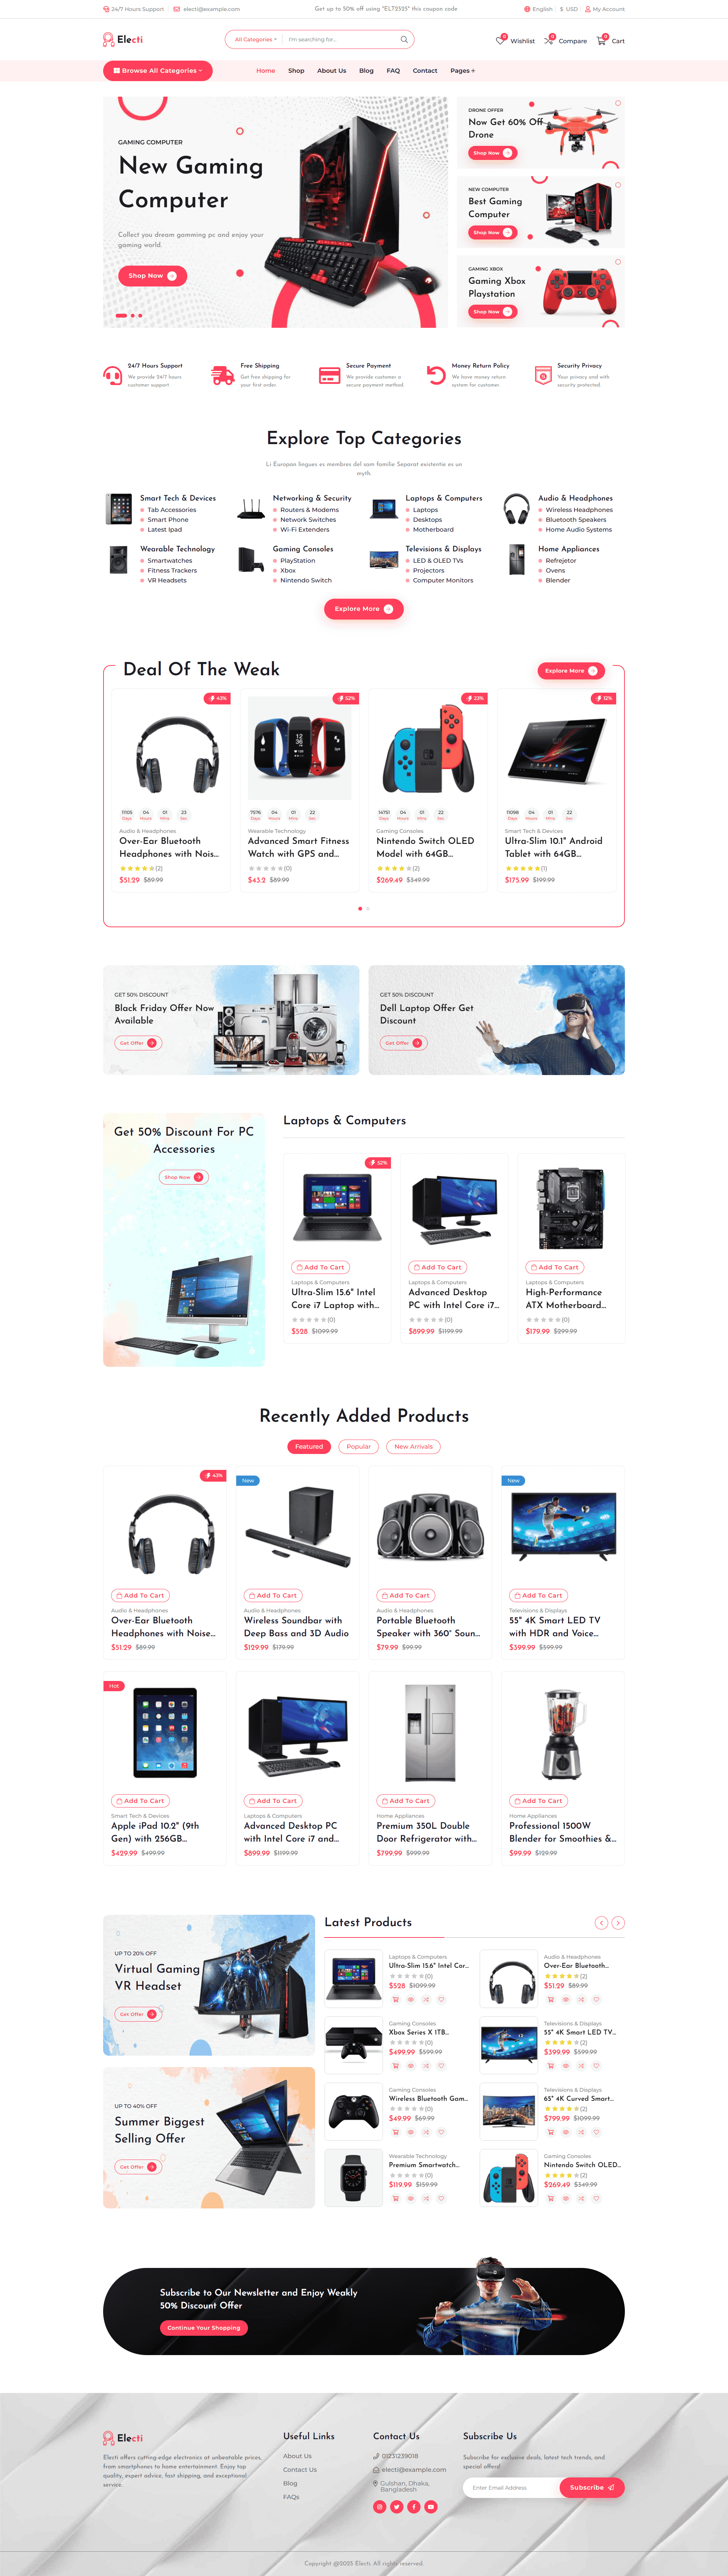 24/7 Hours Support
electi@example.com
Get up to 50% off using "ELT2525" this coupon code
English
$ USD
My Account
Electi
All Categories
I'm searching for...
0
Wishlist
0
Compare
0
Cart
Browse All Categories
Home
Shop
About Us
Blog
FAQ
Contact
Pages +
GAMING COMPUTER
New Gaming
Computer
Collect you dream gamming pc and enjoy your
gaming world.
Shop Now
DRONE OFFER
Now Get 60% Off
Drone
Shop Now
NEW COMPUTER
Best Gaming
Computer
Shop Now
GAMING XBOX
Gaming Xbox
Playstation
Shop Now
24/7 Hours Support
We provide 24/7 hours
customer support.
Free Shipping
Get free shipping for
your first order.
Secure Payment
We provide customer a
secure payment method.
Money Return Policy
We have money return
system for customer.
Security Privacy
Your privacy and with
security protected.
Explore Top Categories
Li Europan lingues es membres del sam familie Separat existentie es un
myth.
Smart Tech & Devices
Tab Accessories
Smart Phone
Latest Ipad
Networking & Security
Routers & Modems
Network Switches
Wi-Fi Extenders
Laptops & Computers
Laptops
Desktops
Motherboard
Audio & Headphones
Wireless Headphones
Bluetooth Speakers
Home Audio Systems
Wearable Technology
Smartwatches
Fitness Trackers
VR Headsets
Gaming Consoles
PlayStation
Xbox
Nintendo Switch
Televisions & Displays
LED & OLED TVs
Projectors
Computer Monitors
Home Appliances
Refrejetor
Ovens
Blender
Explore More
Deal Of The Weak
Explore More
43%
11105 04 01 23
Days Hours Mins Sec
Audio & Headphones
Over-Ear Bluetooth
Headphones with Nois...
(2)
$51.29 $89.99
52%
7976 04 01 22
Days Hours Mins Sec
Wearable Technology
Advanced Smart Fitness
Watch with GPS and...
(0)
$43.2 $89.99
23%
14751 04 01 22
Days Hours Mins Sec
Gaming Consoles
Nintendo Switch OLED
Model with 64GB...
(2)
$269.49 $349.99
12%
11098 04 01 22
Days Hours Mins Sec
Smart Tech & Devices
Ultra-Slim 10.1" Android
Tablet with 64GB...
(1)
$175.99 $199.99
GET 50% DISCOUNT
Black Friday Offer Now
Available
Get Offer
GET 50% DISCOUNT
Dell Laptop Offer Get
Discount
Get Offer
Get 50% Discount For PC
Accessories
Shop Now
Laptops & Computers
52%
Add To Cart
Laptops & Computers
Ultra-Slim 15.6" Intel
Core i7 Laptop with...
(0)
$528 $1099.99
Add To Cart
Laptops & Computers
Advanced Desktop
PC with Intel Core i7...
(0)
$899.99 $1199.99
Add To Cart
Laptops & Computers
High-Performance
ATX Motherboard...
(0)
$179.99 $299.99
Recently Added Products
Featured
Popular
New Arrivals
43%
Add To Cart
Audio & Headphones
Over-Ear Bluetooth
Headphones with Noise...
$51.29 $89.99
New
Add To Cart
Audio & Headphones
Wireless Soundbar with
Deep Bass and 3D Audio
$129.99 $179.99
Add To Cart
Audio & Headphones
Portable Bluetooth
Speaker with 360° Soun...
$79.99 $99.99
New
Add To Cart
Televisions & Displays
55" 4K Smart LED TV
with HDR and Voice...
$399.99 $599.99
Hot
Add To Cart
Smart Tech & Devices
Apple iPad 10.2" (9th
Gen) with 256GB...
$429.99 $499.99
Add To Cart
Laptops & Computers
Advanced Desktop PC
with Intel Core i7 and...
$899.99 $1199.99
Add To Cart
Home Appliances
Premium 350L Double
Door Refrigerator with...
$799.99 $999.99
Add To Cart
Home Appliances
Professional 1500W
Blender for Smoothies &...
$99.99 $129.99
UP TO 20% OFF
Virtual Gaming
VR Headset
Get Offer
UP TO 40% OFF
Summer Biggest
Selling Offer
Get Offer
Latest Products
Laptops & Computers
Ultra-Slim 15.6" Intel Cor...
(0)
$528 $1099.99
Audio & Headphones
Over-Ear Bluetooth...
(2)
$51.29 $89.99
Gaming Consoles
Xbox Series X 1TB...
(0)
$499.99 $599.99
Televisions & Displays
55" 4K Smart LED TV...
(2)
$399.99 $599.99
Gaming Consoles
Wireless Bluetooth Gam...
(0)
$49.99 $69.99
Televisions & Displays
65" 4K Curved Smart...
(2)
$799.99 $1099.99
Wearable Technology
Premium Smartwatch...
(0)
$119.99 $159.99
Gaming Consoles
Nintendo Switch OLED...
(2)
$269.49 $349.99
Subscribe to Our Newsletter and Enjoy Weakly
50% Discount Offer
Continue Your Shopping
Electi
Electi offers cutting-edge electronics at unbeatable prices,
from smartphones to home entertainment. Enjoy top
quality, expert advice, fast shipping, and exceptional
service.
Useful Links
About Us
Contact Us
Blog
FAQs
Contact Us
01231239018
electi@example.com
Gulshan, Dhaka,
Bangladesh
Subscribe Us
Subscribe for exclusive deals, latest tech trends, and
special offers!
Enter Email Address
Subscribe
Copyright @2025 Electi. All rights reserved.